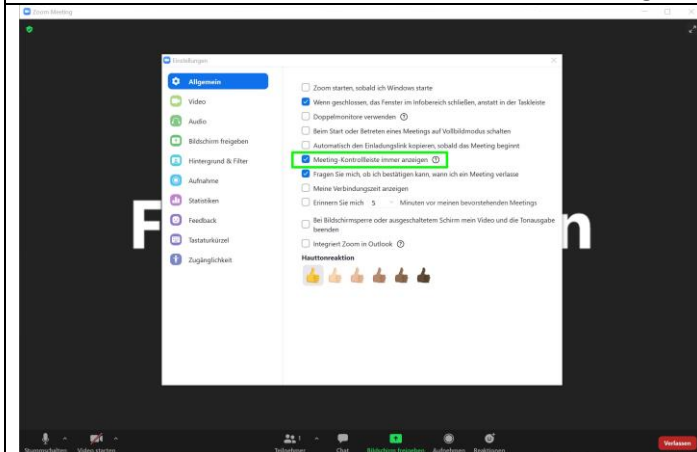 Zoom Meeting
Einstellungen
Allgemein
Video
Audio
Bildschirm freigeben
Hintergrund & Filter
Aufnahme
Statistiken
Feedback
Tastaturkürzel
Zugänglichkeit
Zoom starten, sobald ich Windows starte
Wenn geschlossen, das Fenster im Infobereich schließen, anstatt in der Taskleiste
Doppelmonitore verwenden
Beim Start oder Betreten eines Meetings auf Vollbildmodus schalten
Automatisch den Einladungslink kopieren, sobald das Meeting beginnt
Meeting-Kontrollleiste immer anzeigen
Fragen Sie mich, ob ich bestätigen kann, wann ich ein Meeting verlasse
Meine Verbindungszeit anzeigen
Erinnern Sie mich 5 Minuten vor meinen bevorstehenden Meetings
Bei Bildschirmsperre oder ausgeschaltetem Schirm mein Video und die Tonausgabe
beenden
Integriert Zoom in Outlook
Hauttonreaktion
F n
Stummschalten Video starten Teilnehmer 1 Chat Bildschirm freigeben Aufnehmen Reaktionen Verlassen